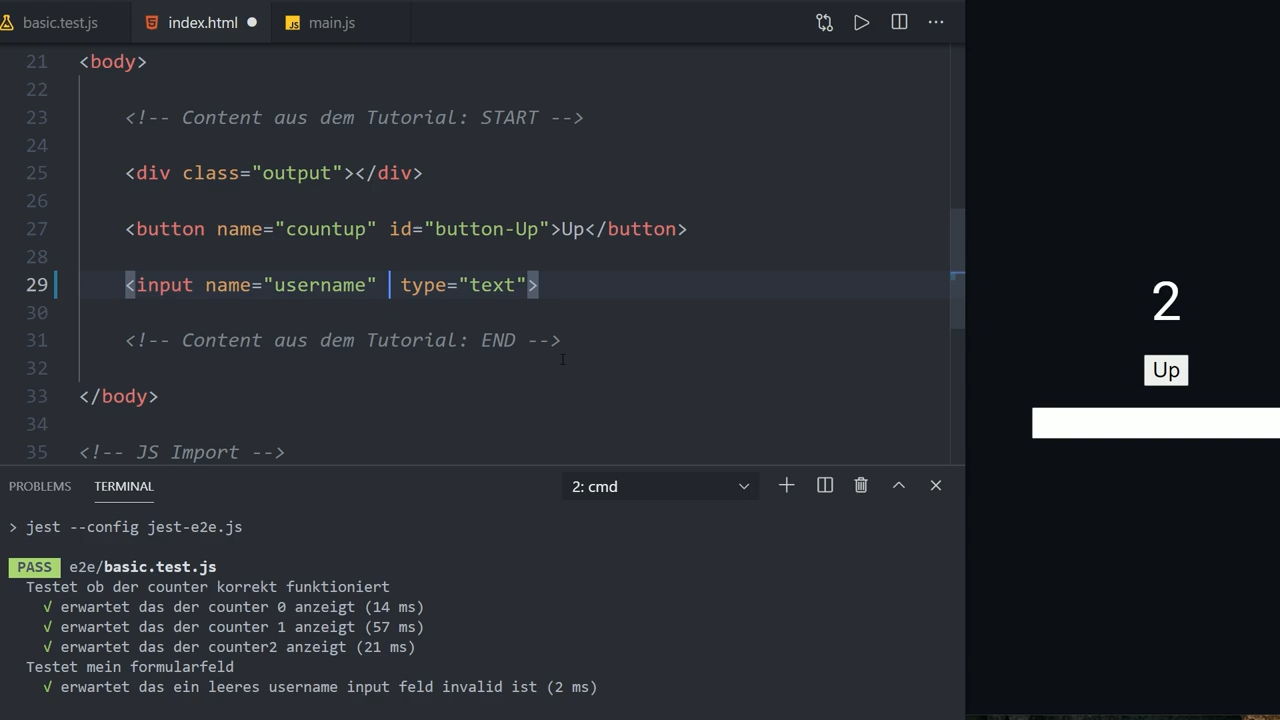 basic.test.js index.html main.js
21 <body>
22
23 <!-- Content aus dem Tutorial: START -->
24
25 <div class="output"></div>
26
27 <button name="countup" id="button-Up">Up</button>
28
29 <input name="username" type="text">
30
31 <!-- Content aus dem Tutorial: END -->
32
33 </body>
34
35 <!-- JS Import -->
2
Up
PROBLEMS TERMINAL 2: cmd
> jest --config jest-e2e.js
PASS e2e/basic.test.js
Testet ob der counter korrekt funktioniert
√ erwartet das der counter 0 anzeigt (14 ms)
√ erwartet das der counter 1 anzeigt (57 ms)
√ erwartet das der counter2 anzeigt (21 ms)
Testet mein formularfeld
√ erwartet das ein leeres username input feld invalid ist (2 ms)